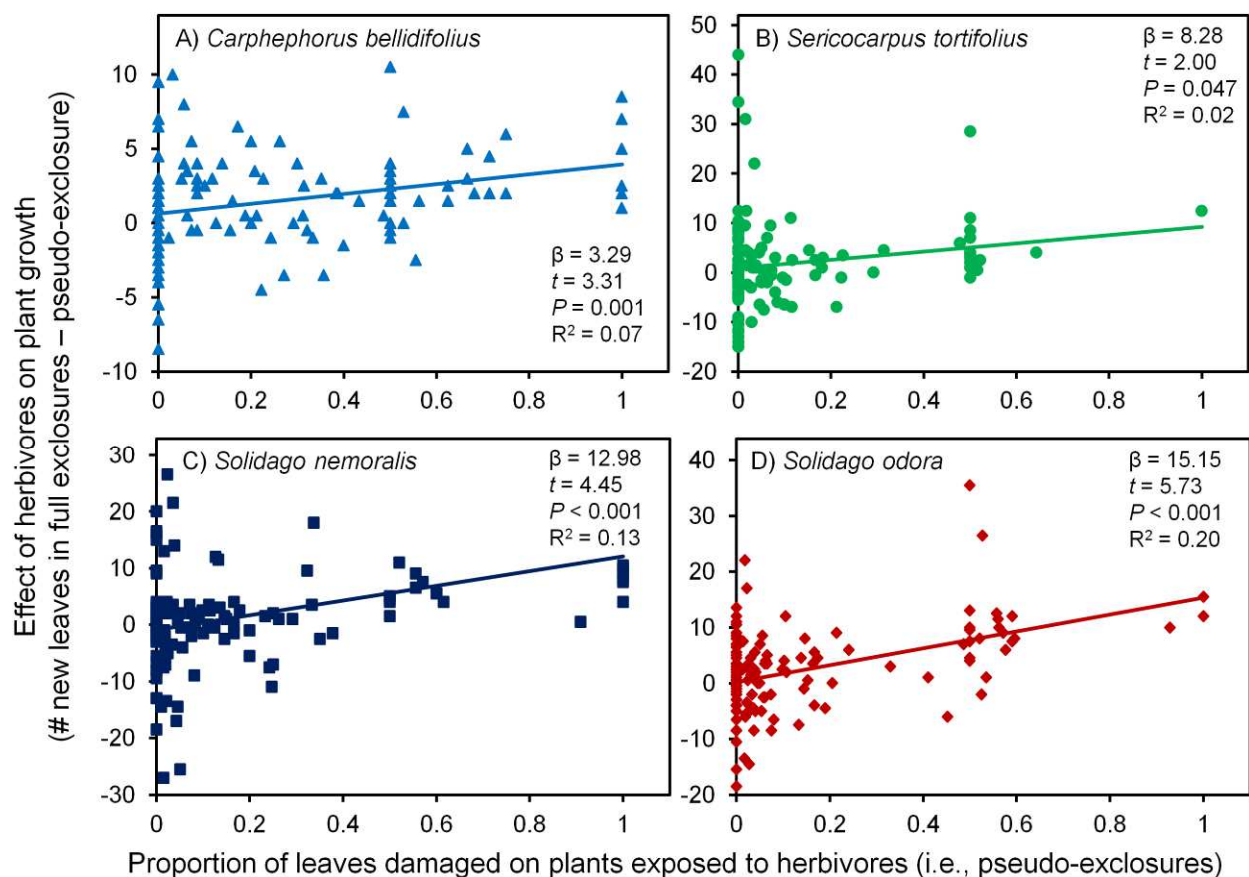 Effect of herbivores on plant growth
(# new leaves in full exclosures – pseudo-exclosure)
A) Carphephorus bellidifolius
10
5
0
-5
-10
β = 3.29
t = 3.31
P = 0.001
R² = 0.07
0 0.2 0.4 0.6 0.8 1
B) Sericocarpus tortifolius
50
40
30
20
10
0
-10
-20
β = 8.28
t = 2.00
P = 0.047
R² = 0.02
0 0.2 0.4 0.6 0.8 1
C) Solidago nemoralis
30
20
10
0
-10
-20
-30
β = 12.98
t = 4.45
P < 0.001
R² = 0.13
0 0.2 0.4 0.6 0.8 1
D) Solidago odora
40
30
20
10
0
-10
-20
β = 15.15
t = 5.73
P < 0.001
R² = 0.20
0 0.2 0.4 0.6 0.8 1
Proportion of leaves damaged on plants exposed to herbivores (i.e., pseudo-exclosures)